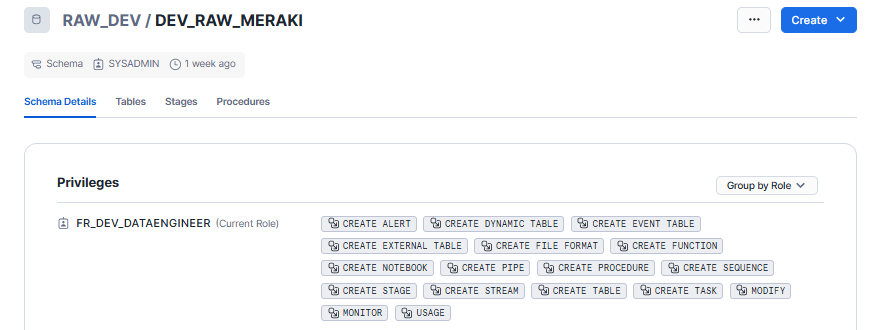 RAW_DEV / DEV_RAW_MERAKI
... Create
Schema SYSADMIN 1 week ago
Schema Details Tables Stages Procedures
Privileges
Group by Role
FR_DEV_DATAENGINEER (Current Role)
CREATE ALERT CREATE DYNAMIC TABLE CREATE EVENT TABLE
CREATE EXTERNAL TABLE CREATE FILE FORMAT CREATE FUNCTION
CREATE NOTEBOOK CREATE PIPE CREATE PROCEDURE CREATE SEQUENCE
CREATE STAGE CREATE STREAM CREATE TABLE CREATE TASK MODIFY
MONITOR USAGE